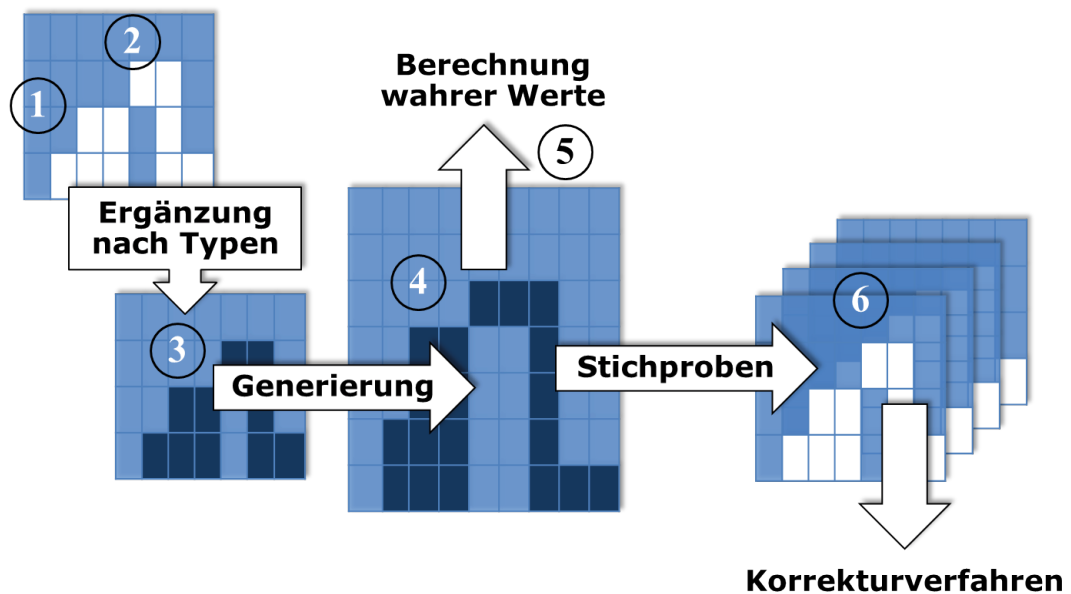 2
1
Berechnung
wahrer Werte
5
Ergänzung
nach Typen
4
6
3
Generierung
Stichproben
Korrekturverfahren